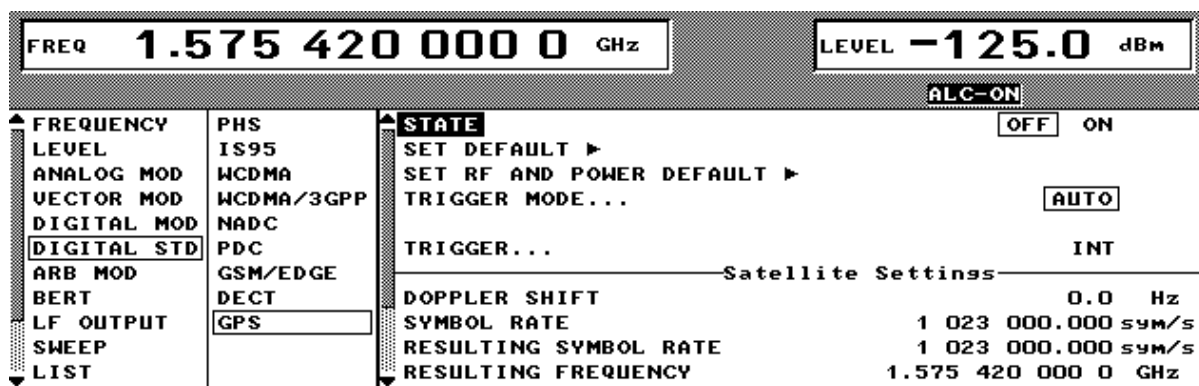 FREQ 1.575 420 000 0 GHz LEVEL −125.0 dBm
ALC-ON
FREQUENCY
LEVEL
ANALOG MOD
VECTOR MOD
DIGITAL MOD
DIGITAL STD
ARB MOD
BERT
LF OUTPUT
SWEEP
LIST
PHS
IS95
WCDMA
WCDMA/3GPP
NADC
PDC
GSM/EDGE
DECT
GPS
STATE OFF ON
SET DEFAULT ►
SET RF AND POWER DEFAULT ►
TRIGGER MODE... AUTO
TRIGGER... INT
Satellite Settings
DOPPLER SHIFT 0.0 Hz
SYMBOL RATE 1 023 000.000 sym/s
RESULTING SYMBOL RATE 1 023 000.000 sym/s
RESULTING FREQUENCY 1.575 420 000 0 GHz